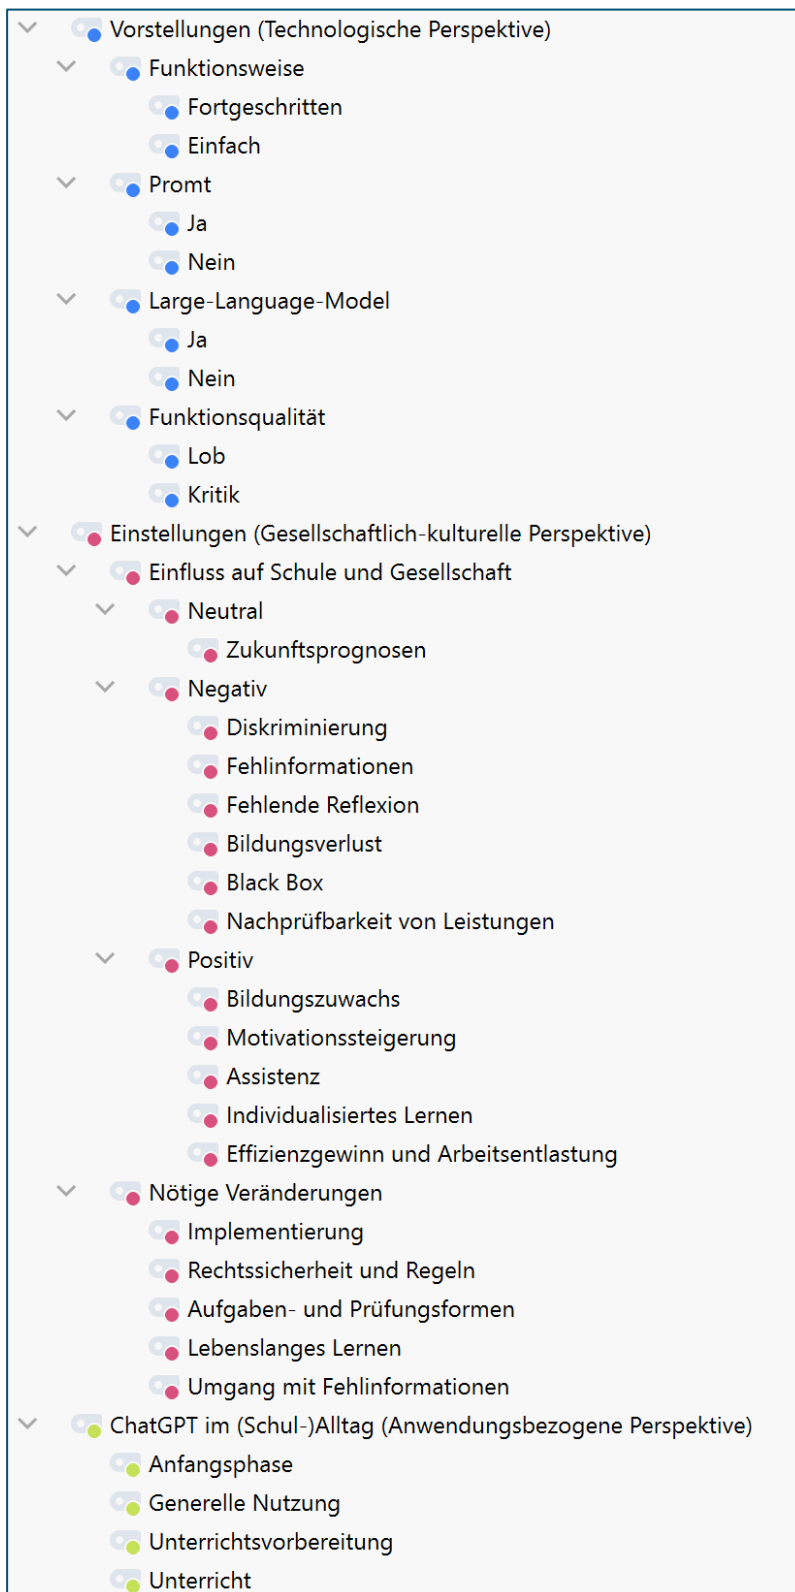 Vorstellungen (Technologische Perspektive)
Funktionsweise
Fortgeschritten
Einfach
Promt
Ja
Nein
Large-Language-Model
Ja
Nein
Funktionsqualität
Lob
Kritik
Einstellungen (Gesellschaftlich-kulturelle Perspektive)
Einfluss auf Schule und Gesellschaft
Neutral
Zukunftsprognosen
Negativ
Diskriminierung
Fehlinformationen
Fehlende Reflexion
Bildungsverlust
Black Box
Nachprüfbarkeit von Leistungen
Positiv
Bildungszuwachs
Motivationssteigerung
Assistenz
Individualisiertes Lernen
Effizienzgewinn und Arbeitsentlastung
Nötige Veränderungen
Implementierung
Rechtssicherheit und Regeln
Aufgaben- und Prüfungsformen
Lebenslanges Lernen
Umgang mit Fehlinformationen
ChatGPT im (Schul-)Alltag (Anwendungsbezogene Perspektive)
Anfangsphase
Generelle Nutzung
Unterrichtsvorbereitung
Unterricht